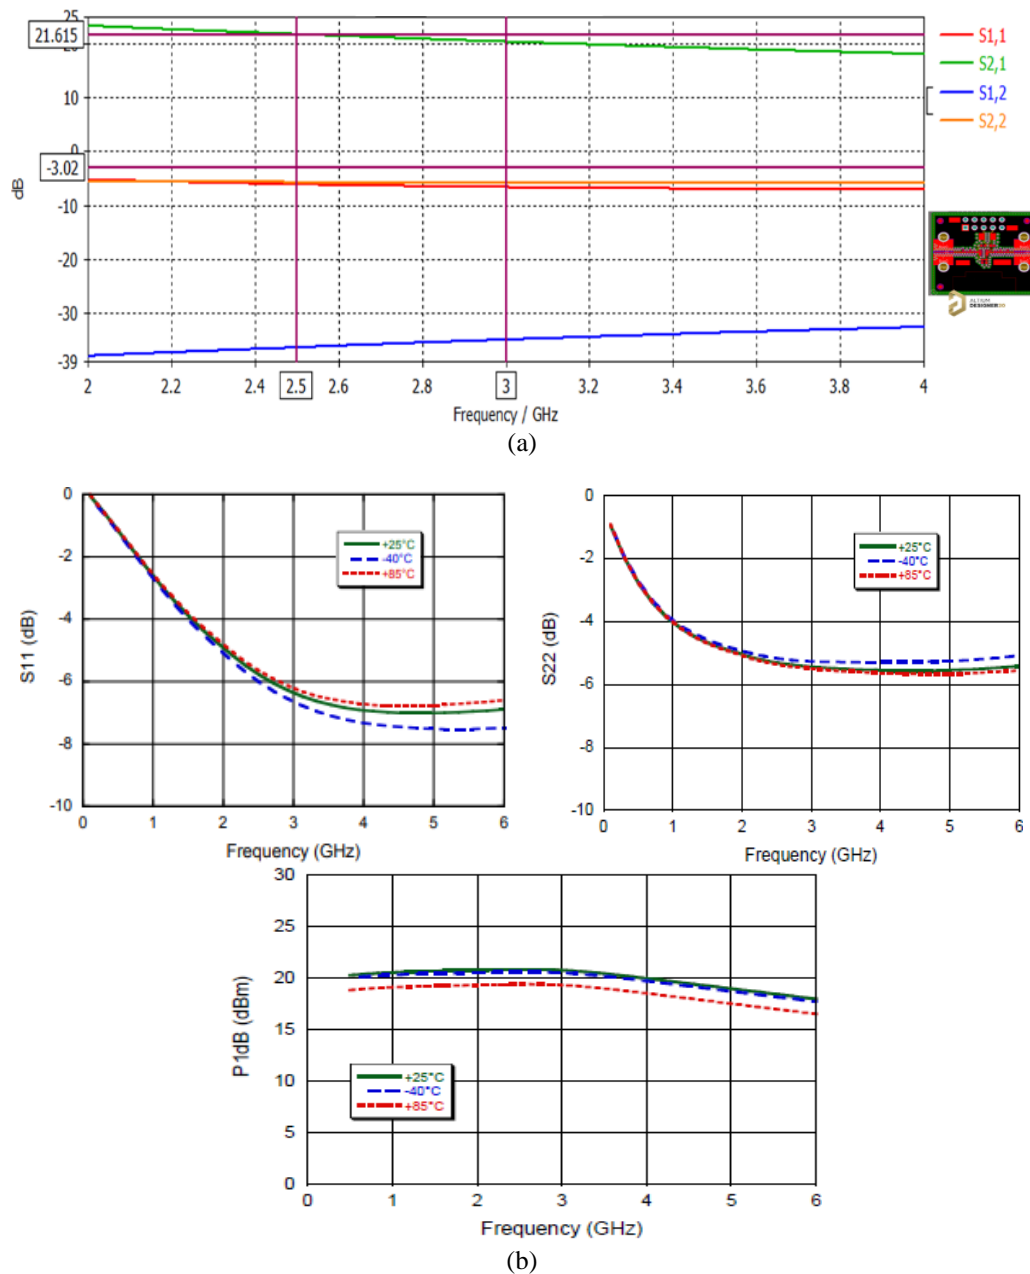 25
21.615
20
10
0
-3.02
-10
-20
-30
-39
dB
2 2.2 2.4 2.5 2.6 2.8 3 3.2 3.4 3.6 3.8 4
Frequency / GHz
S1,1
S2,1
S1,2
S2,2
ALTIUM
DESIGNER
(a)
0
-2
-4
-6
-8
-10
S11 (dB)
+25°C
-40°C
+85°C
0 1 2 3 4 5 6
Frequency (GHz)
0
-2
-4
-6
-8
-10
S22 (dB)
+25°C
-40°C
+85°C
0 1 2 3 4 5 6
Frequency (GHz)
30
25
20
15
10
5
0
P1dB (dBm)
+25°C
-40°C
+85°C
0 1 2 3 4 5 6
Frequency (GHz)
(b)